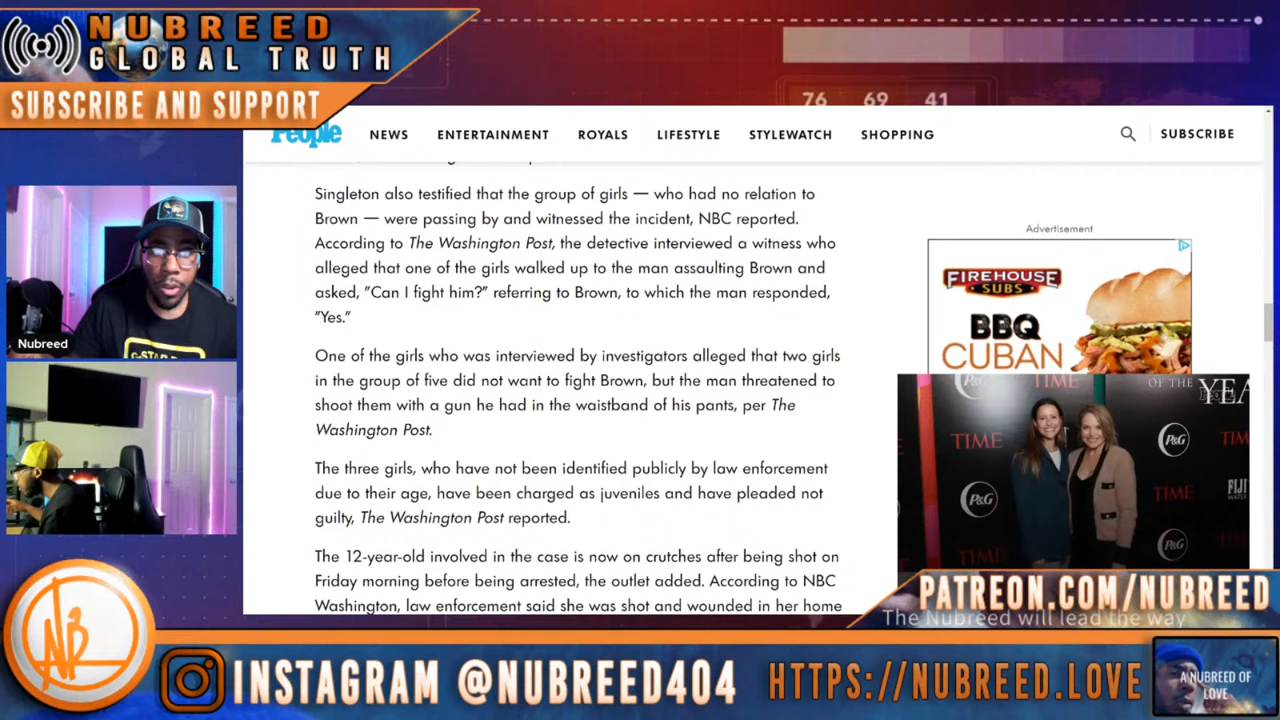 NUBREED
GLOBAL TRUTH
SUBSCRIBE AND SUPPORT
76 69 41
People
NEWS ENTERTAINMENT ROYALS LIFESTYLE STYLEWATCH SHOPPING
SUBSCRIBE
Singleton also testified that the group of girls — who had no relation to
Brown — were passing by and witnessed the incident, NBC reported.
According to The Washington Post, the detective interviewed a witness who
alleged that one of the girls walked up to the man assaulting Brown and
asked, "Can I fight him?" referring to Brown, to which the man responded,
"Yes."
One of the girls who was interviewed by investigators alleged that two girls
in the group of five did not want to fight Brown, but the man threatened to
shoot them with a gun he had in the waistband of his pants, per The
Washington Post.
The three girls, who have not been identified publicly by law enforcement
due to their age, have been charged as juveniles and have pleaded not
guilty, The Washington Post reported.
The 12-year-old involved in the case is now on crutches after being shot on
Friday morning before being arrested, the outlet added. According to NBC
Washington, law enforcement said she was shot and wounded in her home
Advertisement
FIREHOUSE
SUBS
BBQ
CUBAN
TIME
OF THE YEA
TIME
P&G
P&G
TIME
FIJI
WATER
TIME
P&G
Nubreed
PATREON.COM/NUBREED
The Nubreed will lead the way
NB
INSTAGRAM @NUBREED404
HTTPS://NUBREED.LOVE
A NUBREED OF
LOVE